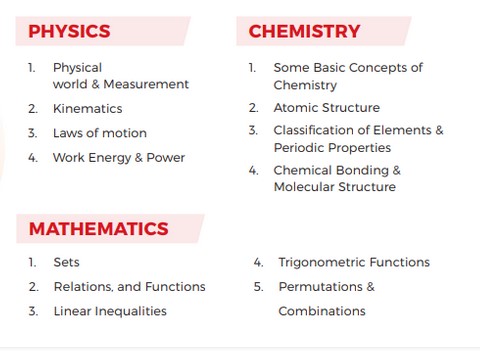 PHYSICS
1. Physical
world & Measurement
2. Kinematics
3. Laws of motion
4. Work Energy & Power
CHEMISTRY
1. Some Basic Concepts of
Chemistry
2. Atomic Structure
3. Classification of Elements &
Periodic Properties
4. Chemical Bonding &
Molecular Structure
MATHEMATICS
1. Sets
2. Relations, and Functions
3. Linear Inequalities
4. Trigonometric Functions
5. Permutations &
Combinations